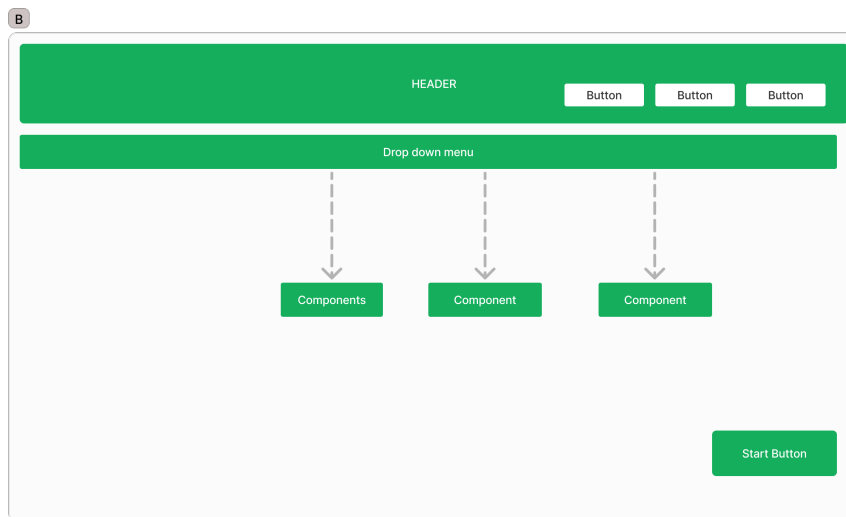 B
HEADER
Button Button Button
Drop down menu
Components Component Component
Start Button